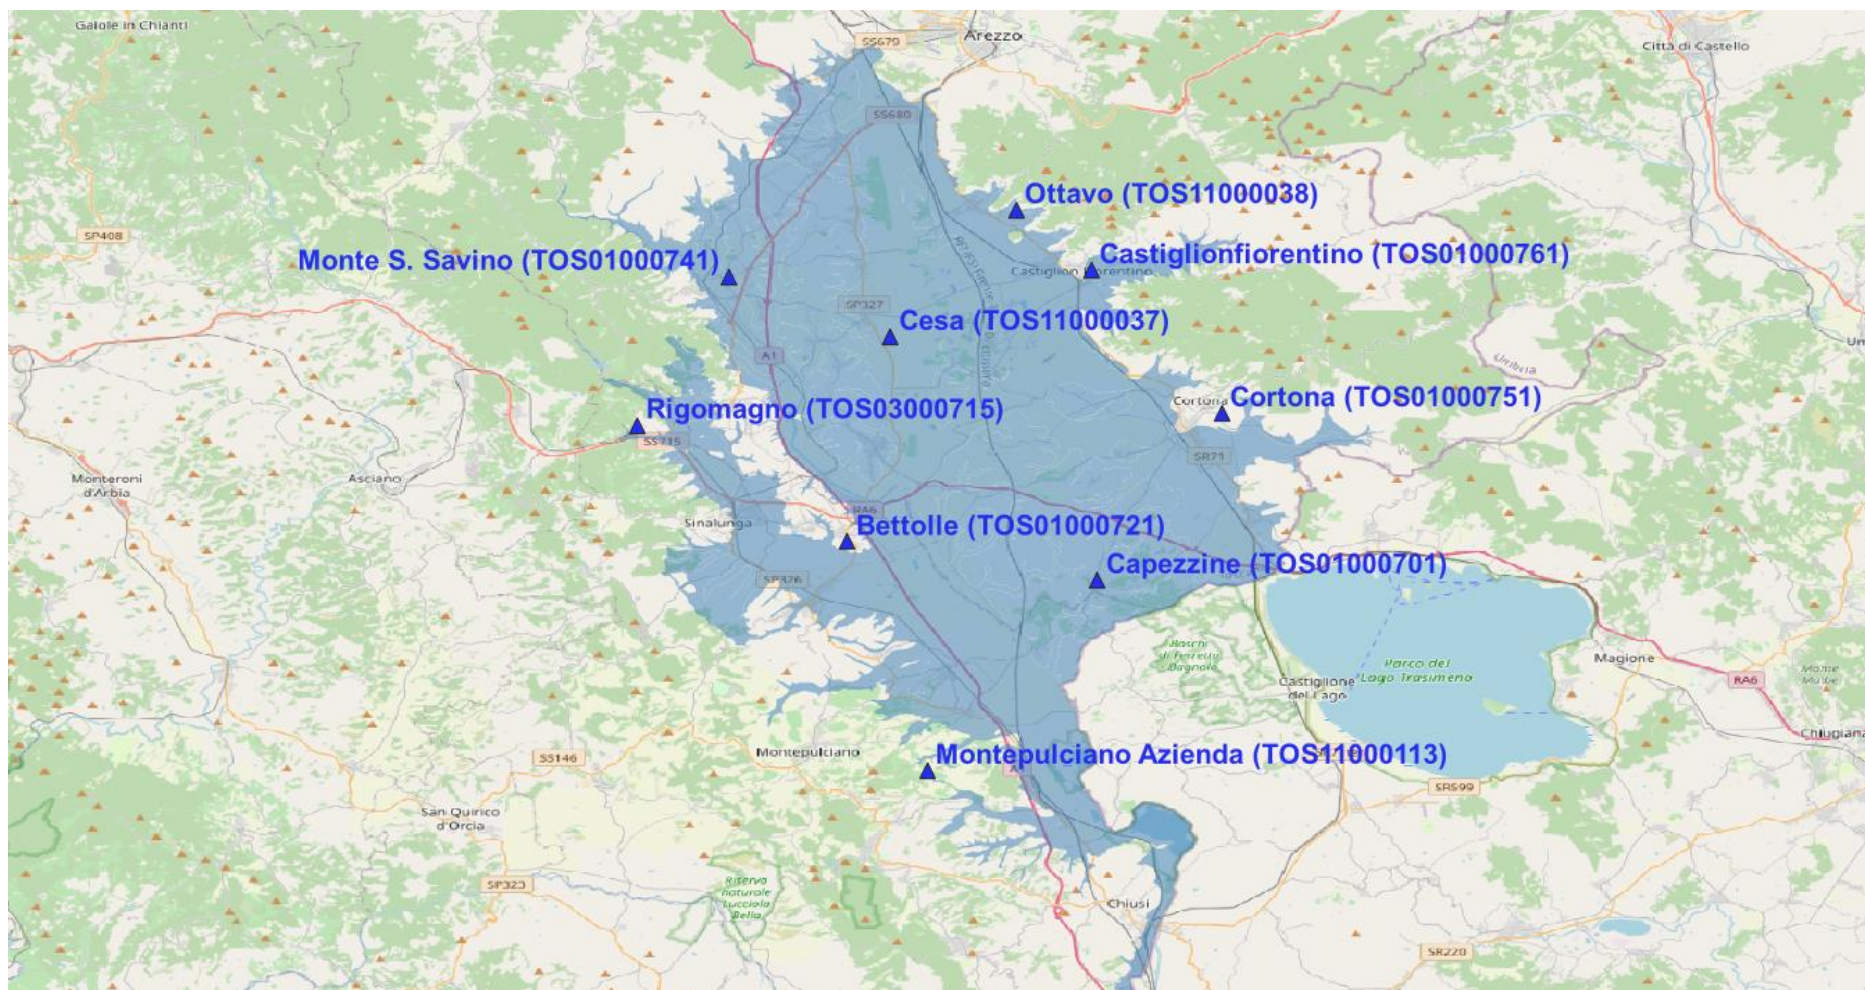 Gaiole in Chianti
SS679
Arezzo
Città di Castello
SS680
Ottavo (TOS11000038)
SP408
Monte S. Savino (TOS01000741)
Castiglionfiorentino (TOS01000761)
SP327
Cesa (TOS11000037)
A1
Umbria
Cortona
Cortona (TOS01000751)
Rigomagno (TOS03000715)
SS715
SR71
Monteroni
d'Arbia
Asciano
RA6
Sinalunga
Bettolle (TOS01000721)
Capezzine (TOS01000701)
SP326
Parco del
Lago Trasimeno
Magione
Castiglione
del Lago
RA6
Chiugiana
Montepulciano
Montepulciano Azienda (TOS11000113)
SS146
SR599
San Quirico
d'Orcia
SP323
Riserva
naturale
Lucciola
Bella
Chiusi
SR220